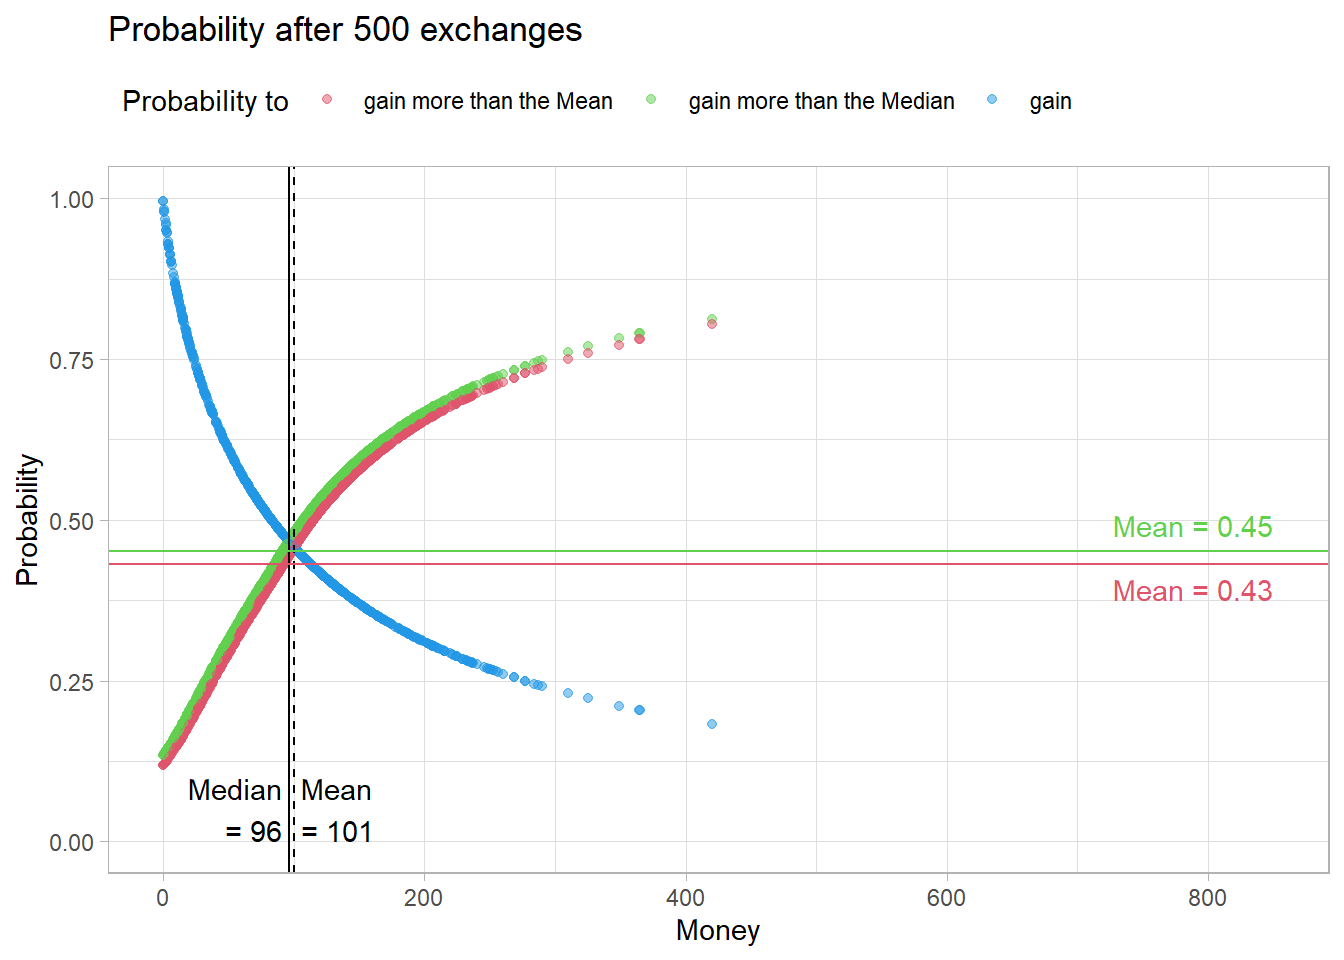 Probability after 500 exchanges
Probability to gain more than the Mean gain more than the Median gain
1.00
0.75
0.50
0.25
0.00
Probability
Mean = 0.45
Mean = 0.43
Median Mean
= 96 = 101
0 200 400 600 800
Money